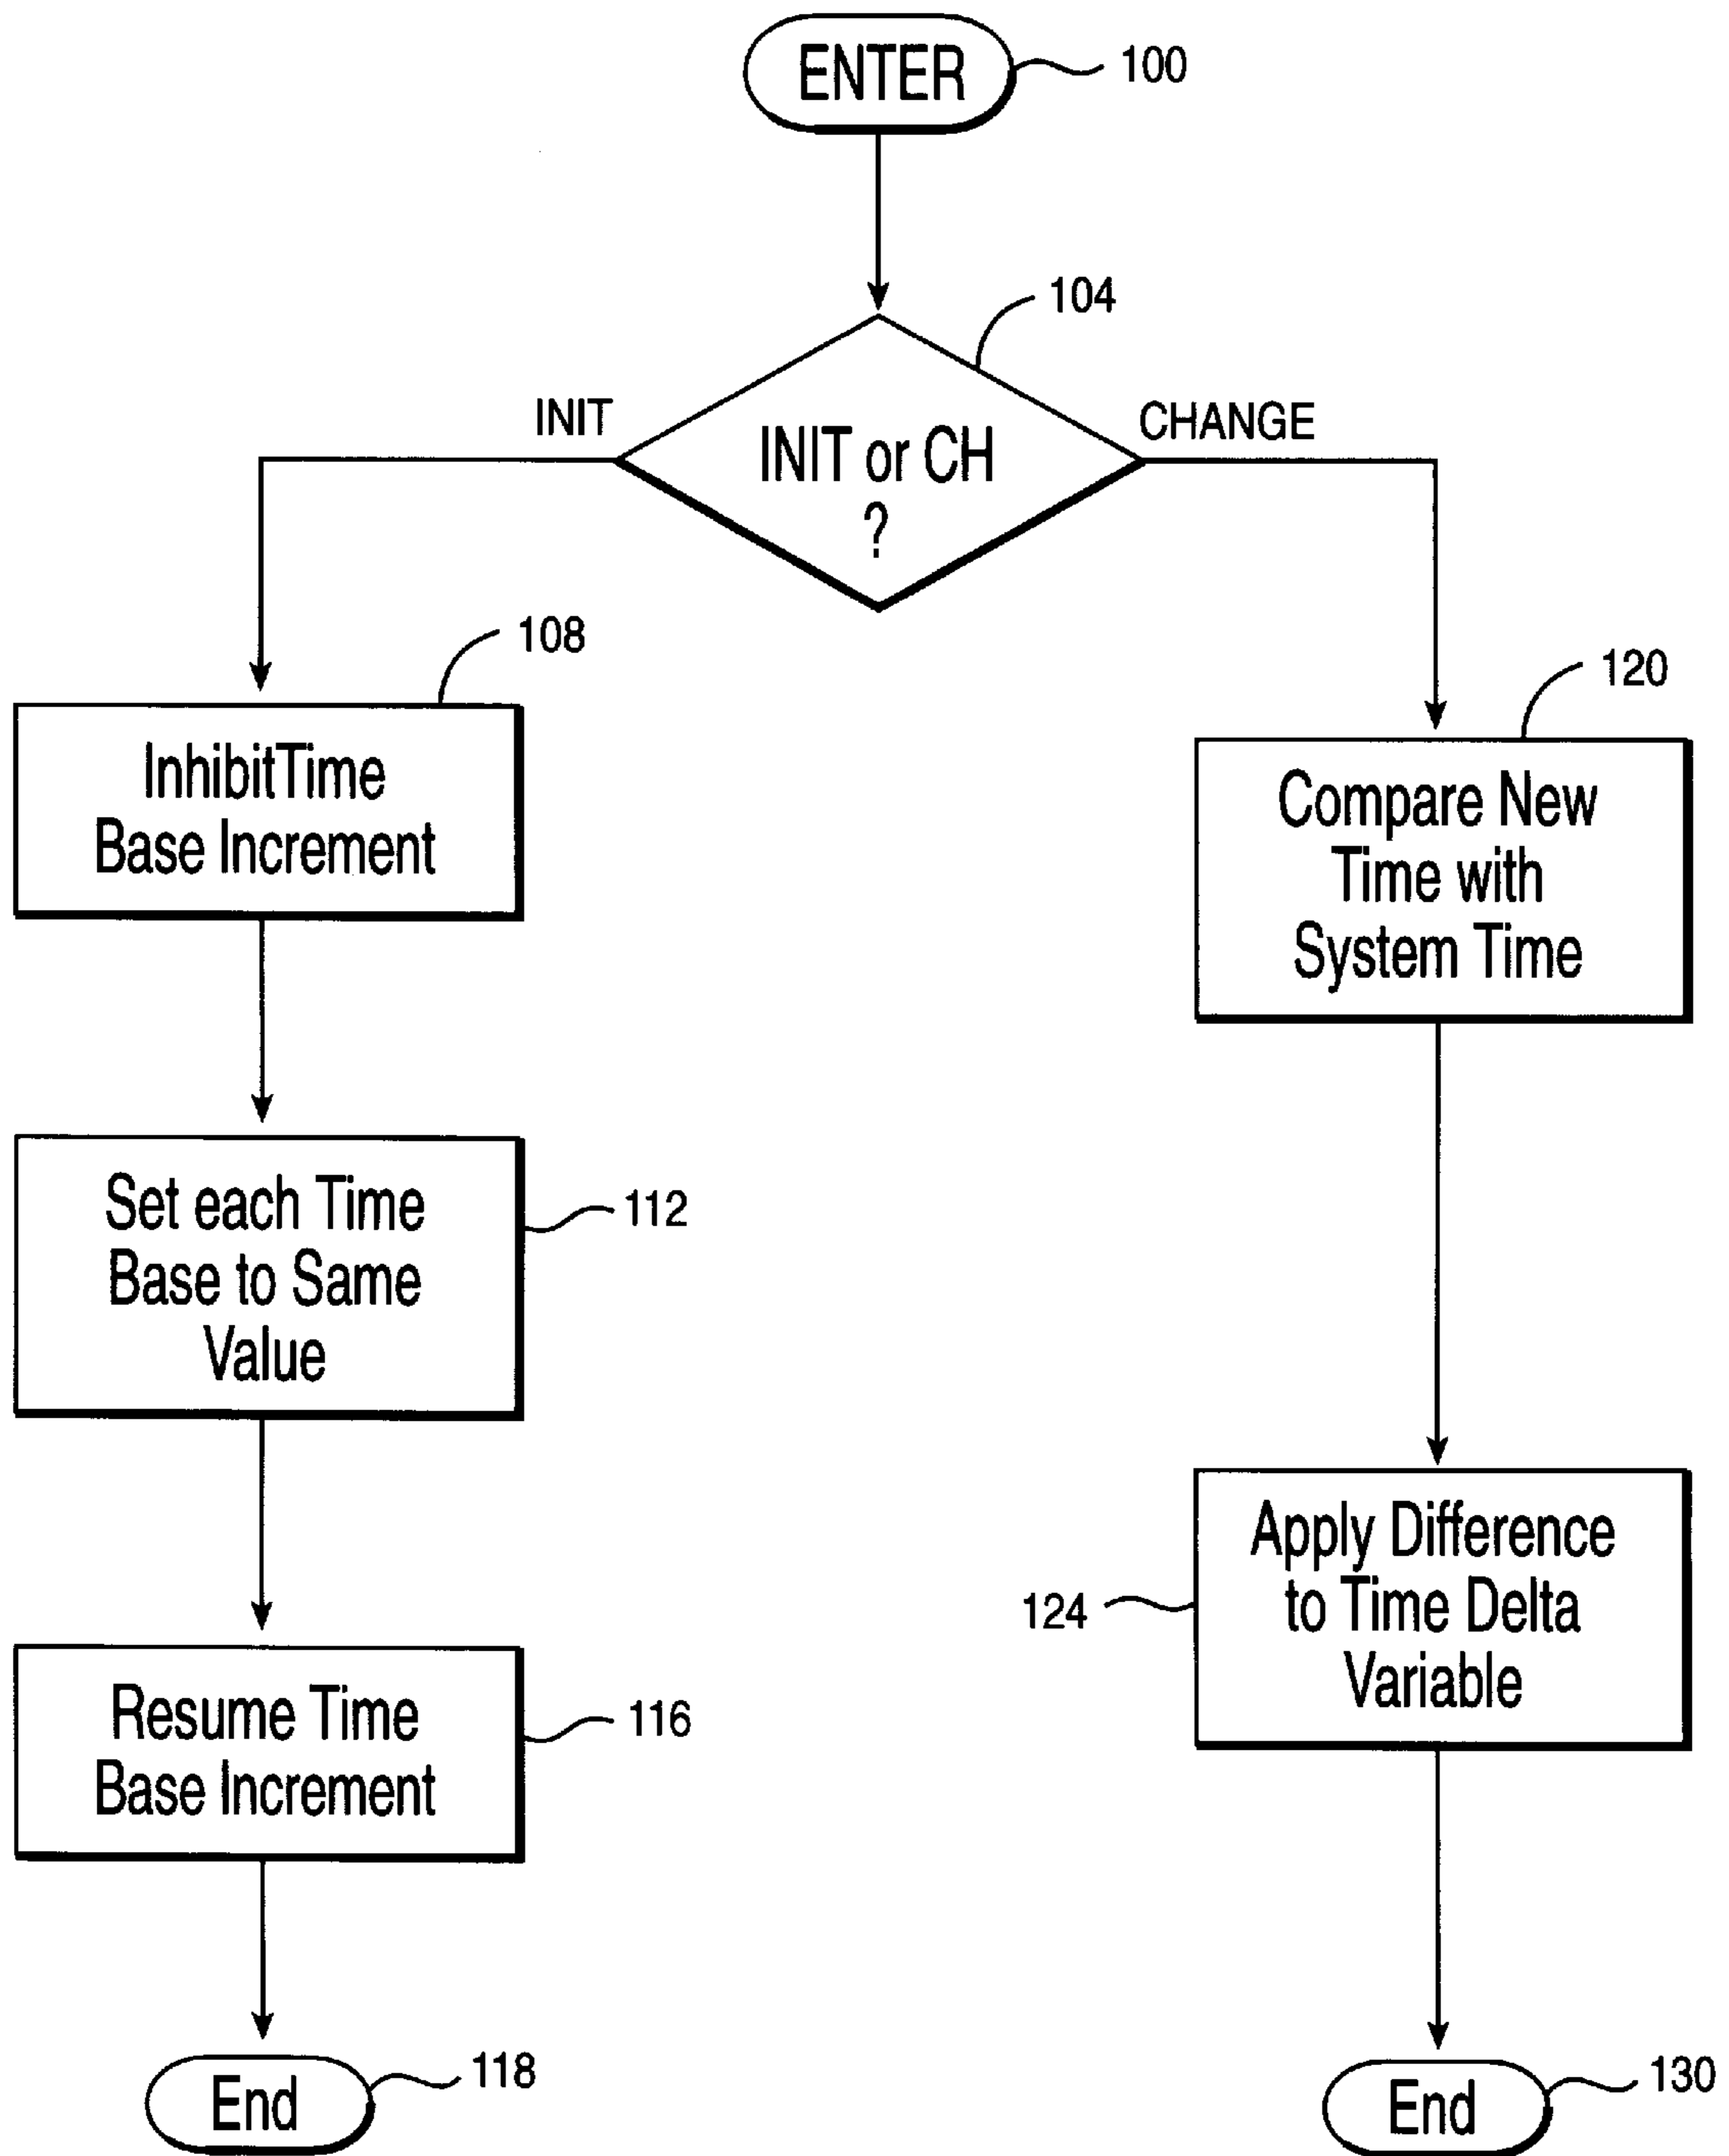 ENTER
100
104
INIT
CHANGE
INIT or CH
?
108
InhibitTime
Base Increment
120
Compare New
Time with
System Time
Set each Time
Base to Same
Value
112
Apply Difference
to Time Delta
Variable
124
Resume Time
Base Increment
116
End
118
End
130